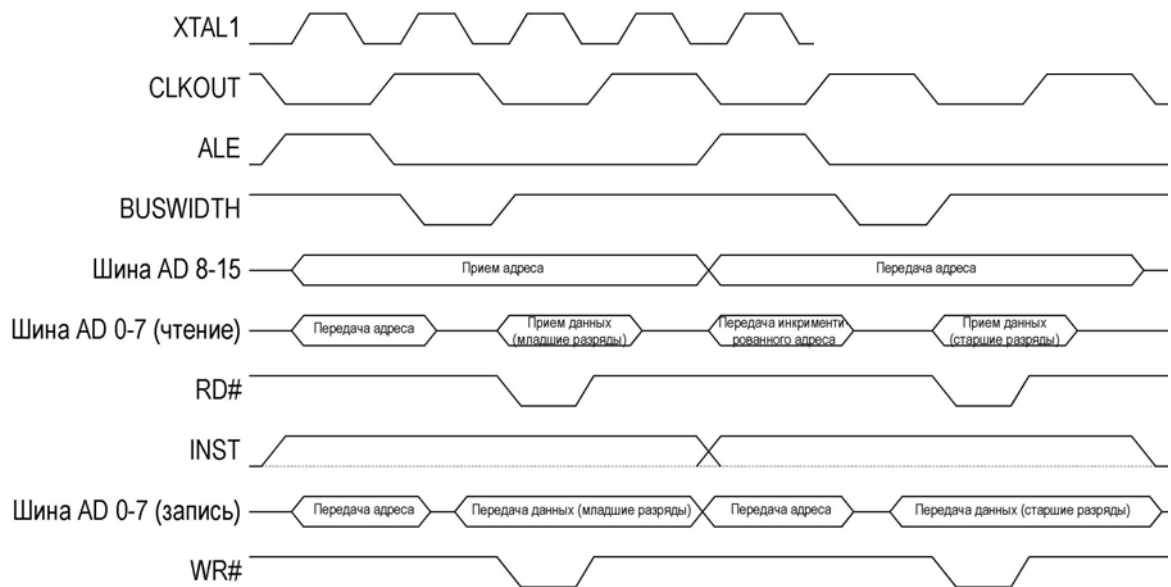 XTAL1
CLKOUT
ALE
BUSWIDTH
Шина AD 8-15
Прием адреса
Передача адреса
Шина AD 0-7 (чтение)
Передача адреса
Прием данных
(младшие разряды)
Передача инкрименти
рованного адреса
Прием данных
(старшие разряды)
RD#
INST
Шина AD 0-7 (запись)
Передача адреса
Передача данных (младшие разряды)
Передача адреса
Передача данных (старшие разряды)
WR#